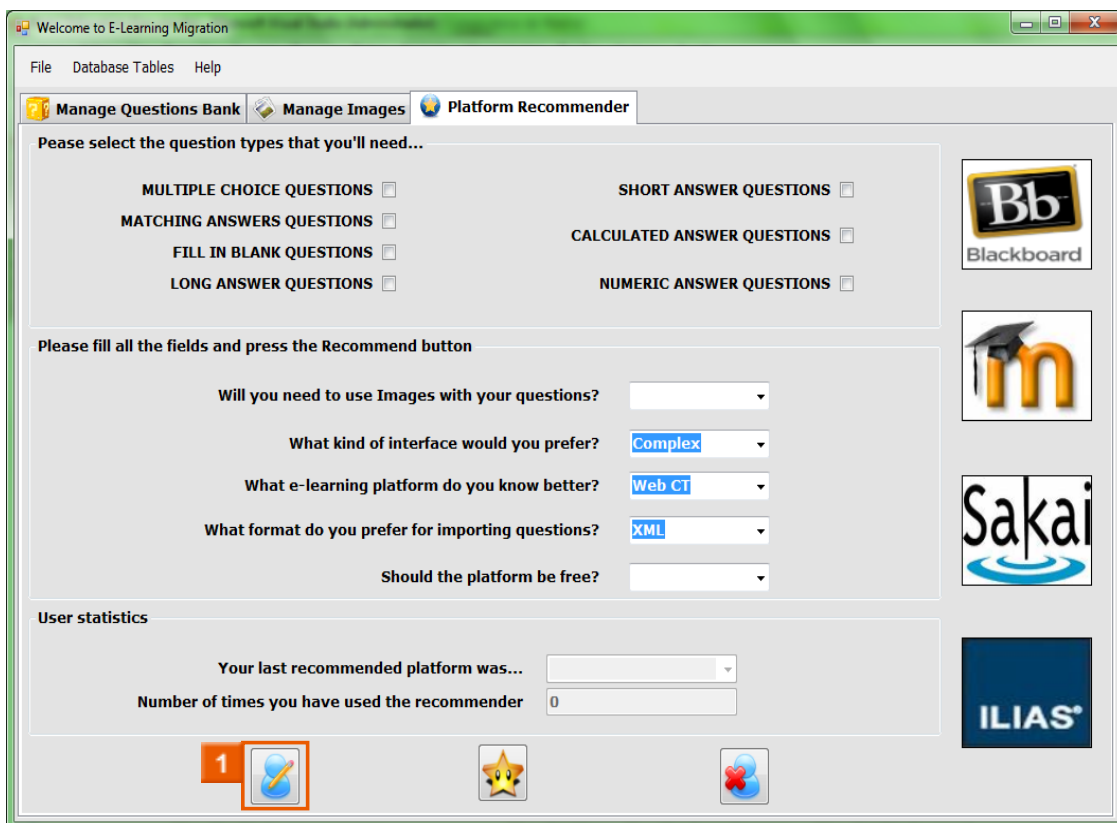 Welcome to E-Learning Migration
File Database Tables Help
Manage Questions Bank Manage Images Platform Recommender
Pease select the question types that you'll need...
MULTIPLE CHOICE QUESTIONS
SHORT ANSWER QUESTIONS
MATCHING ANSWERS QUESTIONS
CALCULATED ANSWER QUESTIONS
FILL IN BLANK QUESTIONS
LONG ANSWER QUESTIONS
NUMERIC ANSWER QUESTIONS
Bb
Blackboard
Please fill all the fields and press the Recommend button
Will you need to use Images with your questions?
What kind of interface would you prefer? Complex
What e-learning platform do you know better? Web CT
What format do you prefer for importing questions? XML
Should the platform be free?
m
Sakai
User statistics
Your last recommended platform was...
Number of times you have used the recommender 0
ILIAS
1